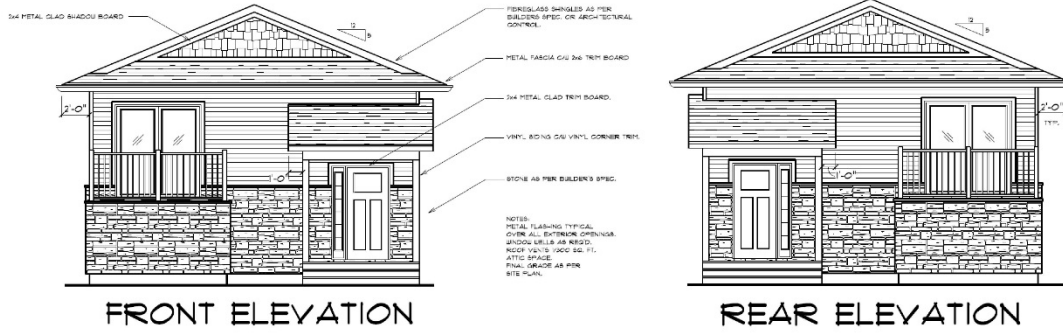 2x4 METAL CLAD SHADOW BOARD
12
5
FIBREGLASS SHINGLES AS PER
BUILDERS SPEC. OR ARCHITECTURAL
CONTROL.
METAL FASCIA C/W 2x6 TRIM BOARD
2x4 METAL CLAD TRIM BOARD.
VINYL SIDING C/W VINYL CORNER TRIM.
STONE AS PER BUILDER'S SPEC.
NOTES:
METAL FLASHING TYPICAL
OVER ALL EXTERIOR OPENINGS.
WINDOW WELLS AS REQ'D.
ROOF VENTS 1/300 SQ. FT.
ATTIC SPACE.
FINAL GRADE AS PER
SITE PLAN.
2'-0"
1'-0"
FRONT ELEVATION
12
5
2'-0"
TYP.
1'-0"
REAR ELEVATION